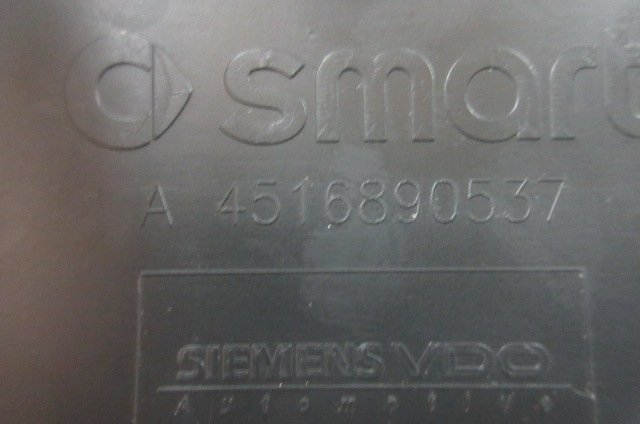 smart
A 4516890537
SIEMENS VDO
Automotive